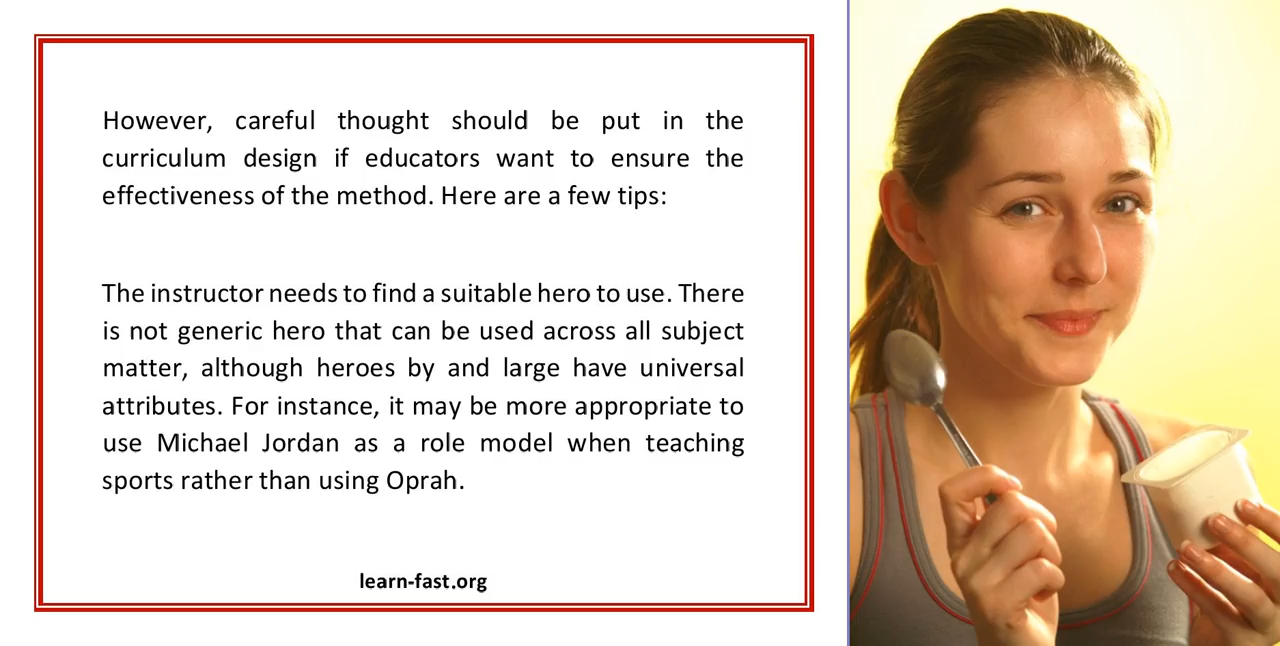 However, careful thought should be put in the
curriculum design if educators want to ensure the
effectiveness of the method. Here are a few tips:
The instructor needs to find a suitable hero to use. There
is not generic hero that can be used across all subject
matter, although heroes by and large have universal
attributes. For instance, it may be more appropriate to
use Michael Jordan as a role model when teaching
sports rather than using Oprah.
learn-fast.org